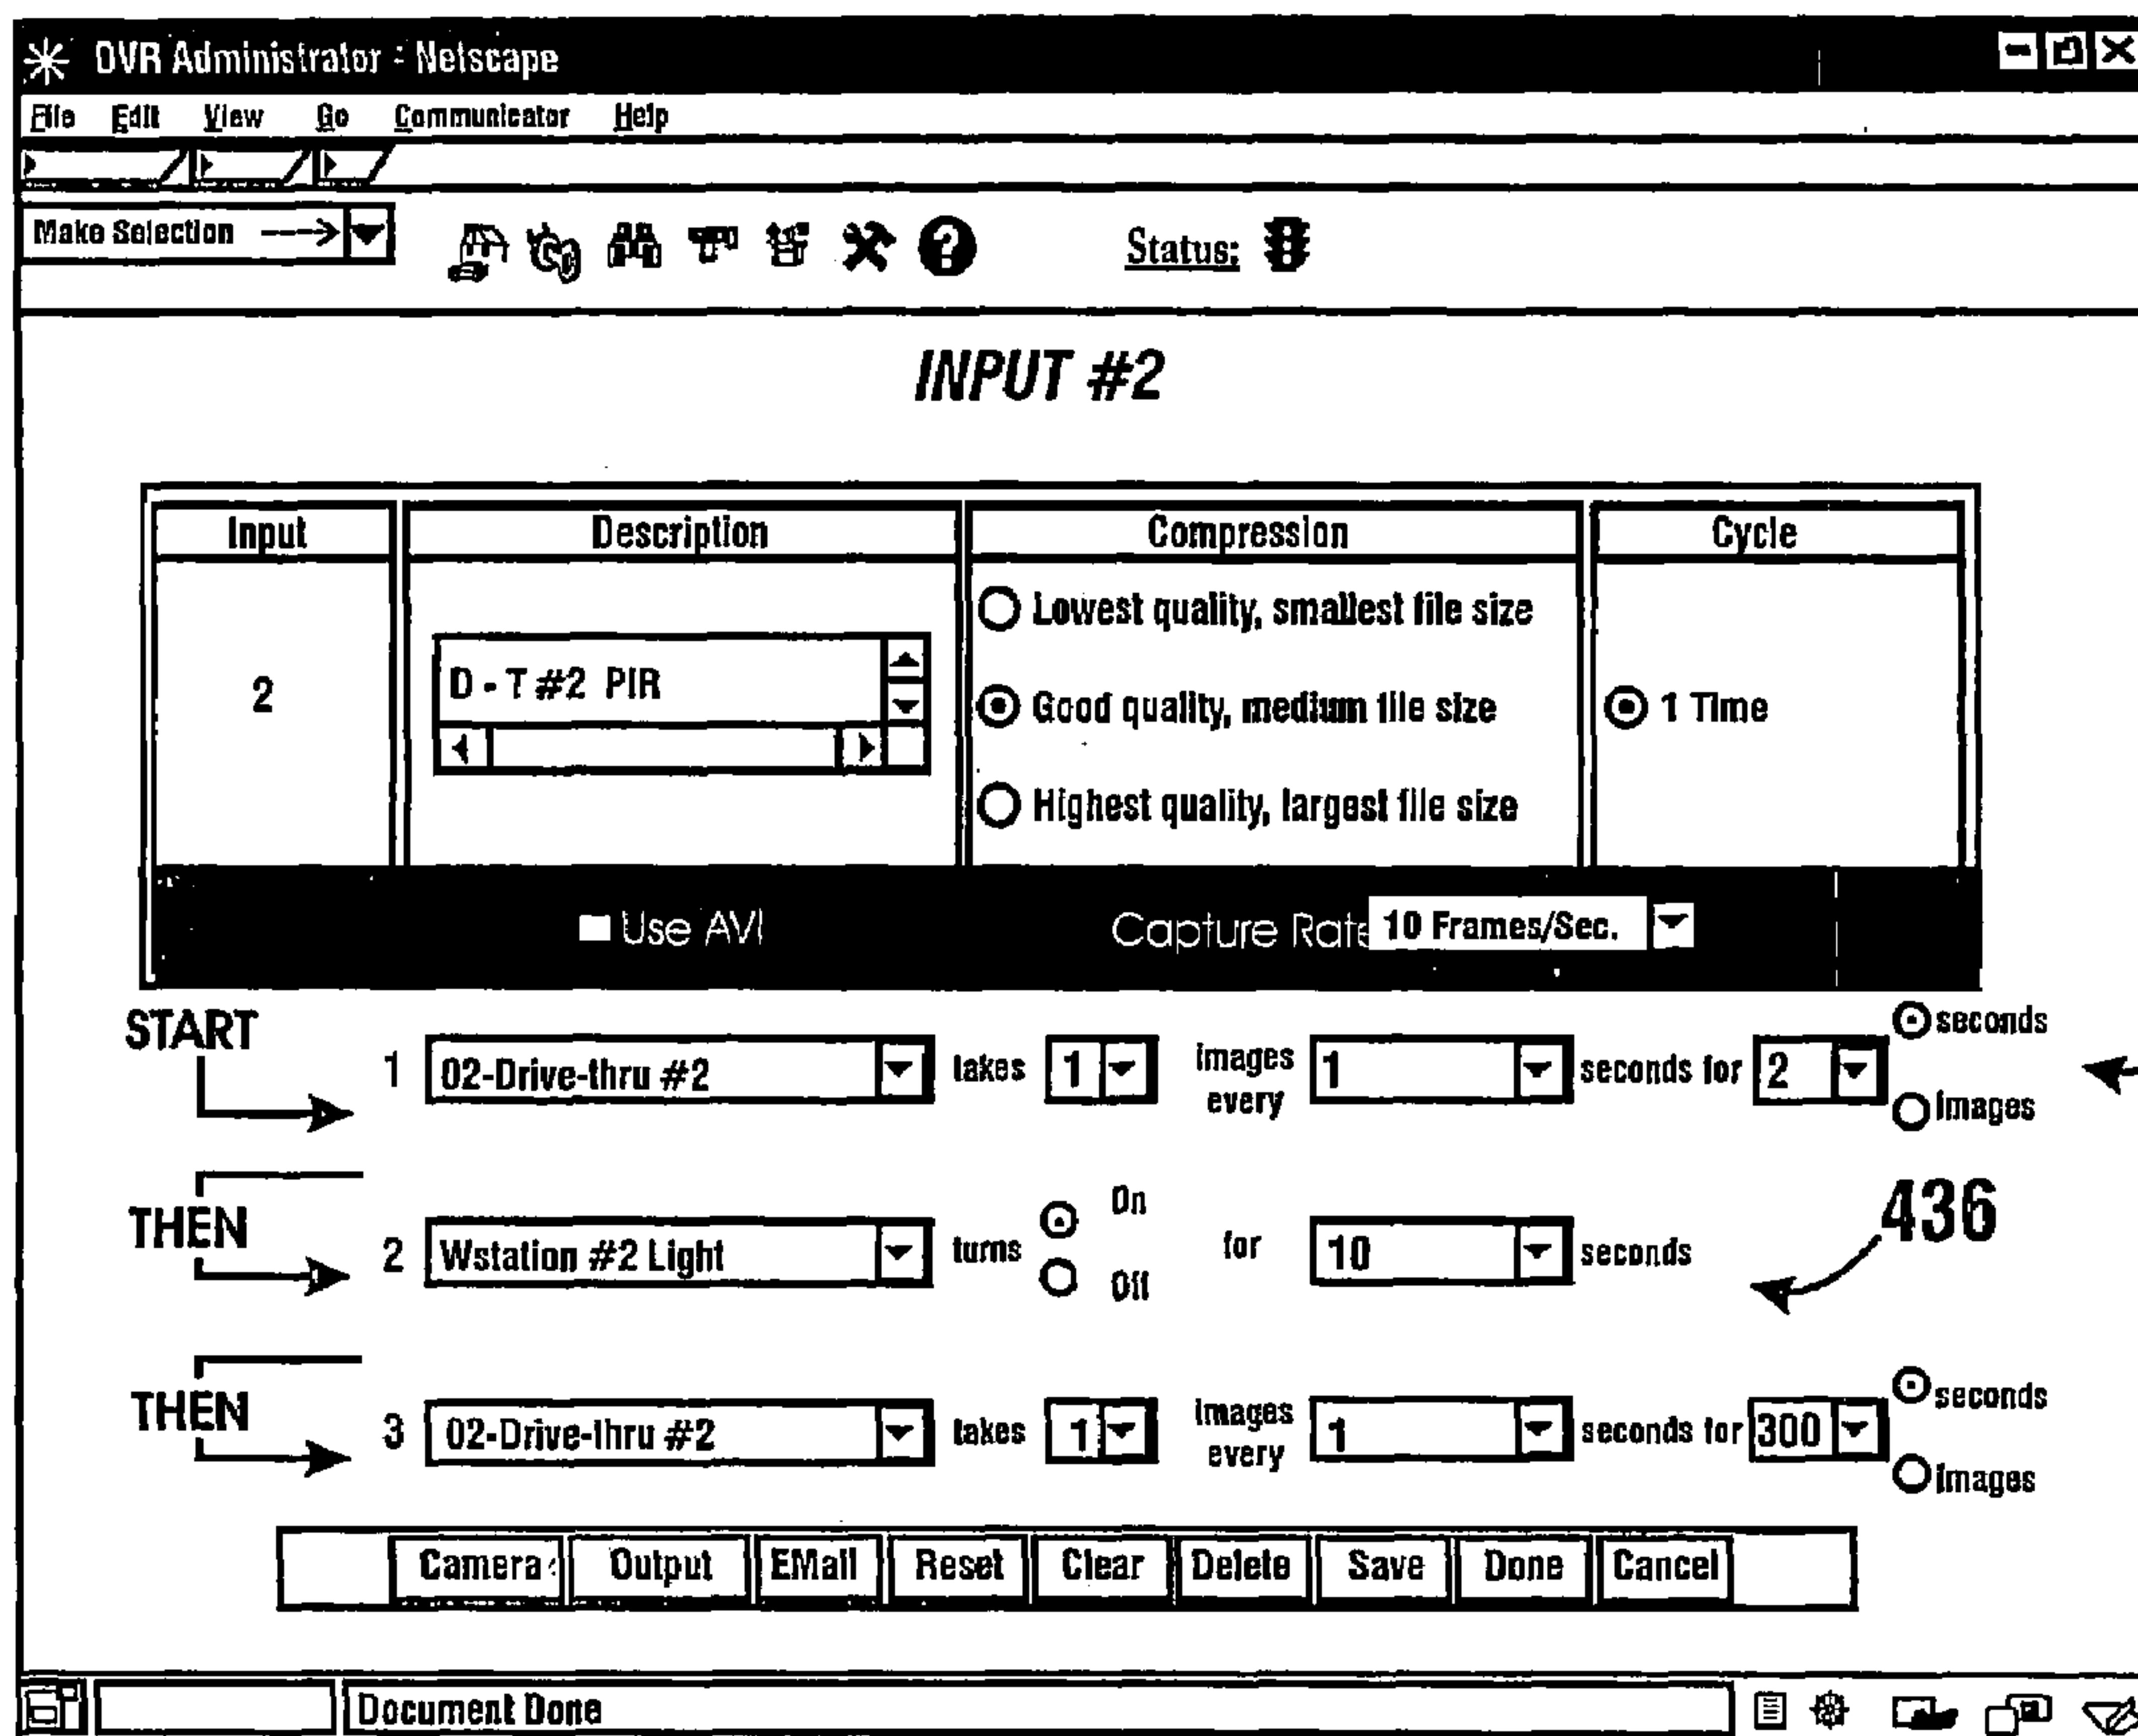 OVR Administrator - Netscape
File Edit View Go Communicator Help
Make Selection
Status:
INPUT #2
Input Description Compression Cycle
Lowest quality, smallest file size
2 D - T #2 PIR Good quality, medium file size 1 Time
Highest quality, largest file size
Use AVI Capture Rate 10 Frames/Sec.
START 1 02-Drive-thru #2 takes 1 images every 1 seconds for 2 seconds images
THEN 2 Wstation #2 Light turns On Off for 10 seconds
436
THEN 3 02-Drive-thru #2 takes 1 images every 1 seconds for 300 seconds images
Camera Output EMail Reset Clear Delete Save Done Cancel
Document Done